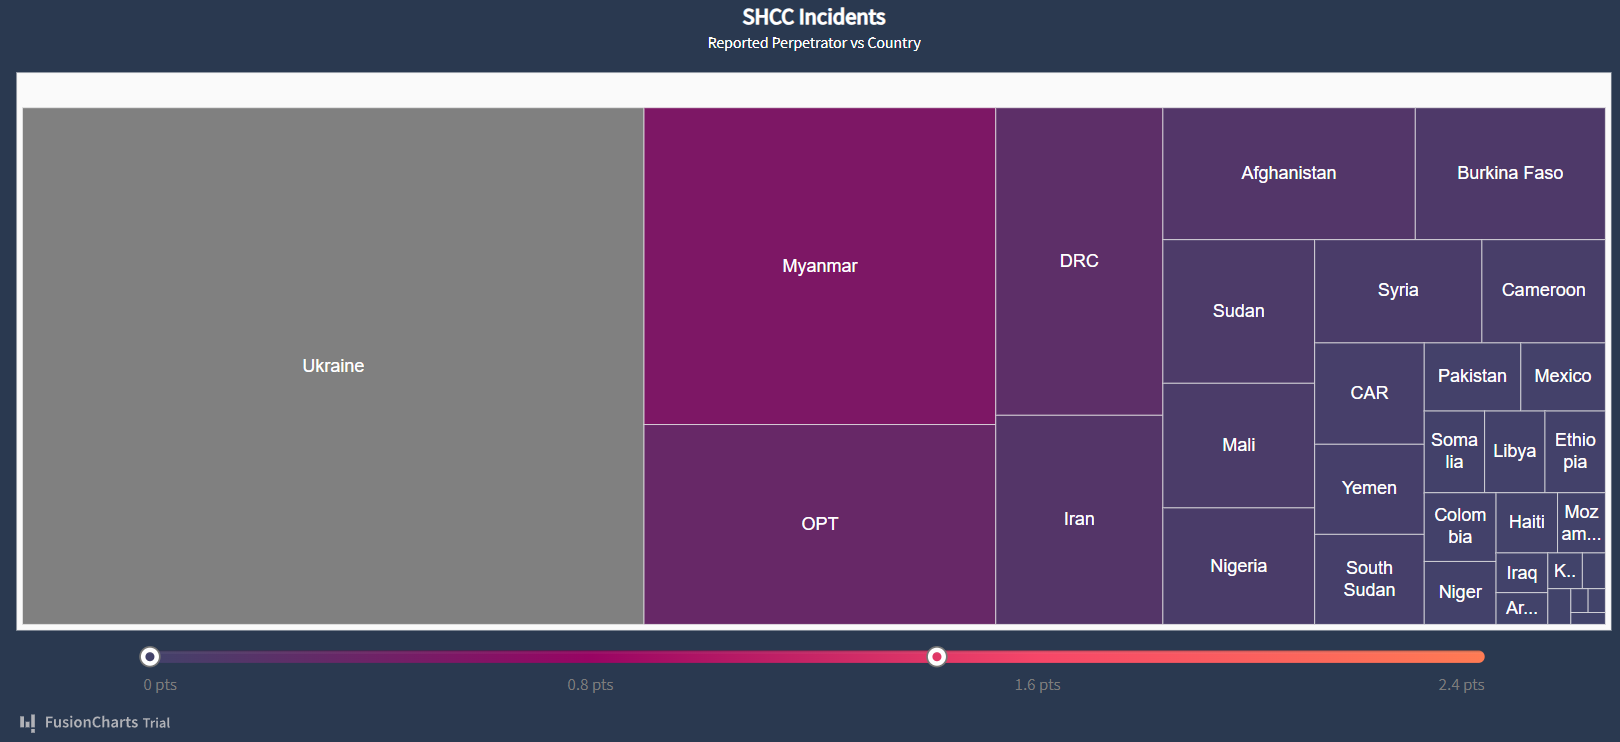 SHCC Incidents
Reported Perpetrator vs Country
Ukraine
Myanmar
OPT
DRC
Iran
Afghanistan
Burkina Faso
Sudan
Mali
Nigeria
Syria
Cameroon
CAR
Yemen
South
Sudan
Pakistan
Mexico
Soma
lia
Libya
Ethio
pia
Colom
bia
Haiti
Moz
am...
Niger
Iraq
Ar...
K..
0 pts
0.8 pts
1.6 pts
2.4 pts
FusionCharts Trial